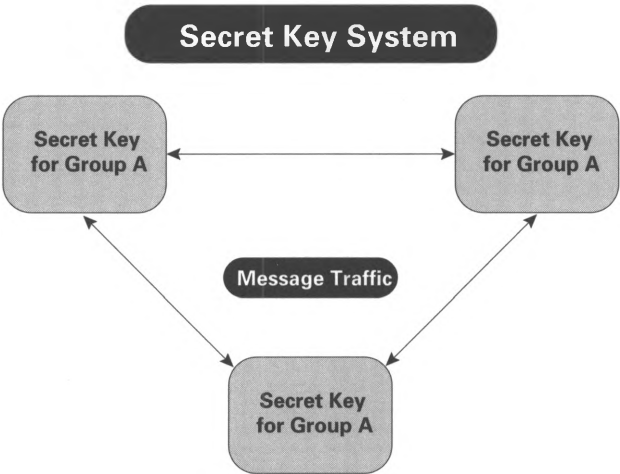 Secret Key System
Secret Key
for Group A
Secret Key
for Group A
Message Traffic
Secret Key
for Group A